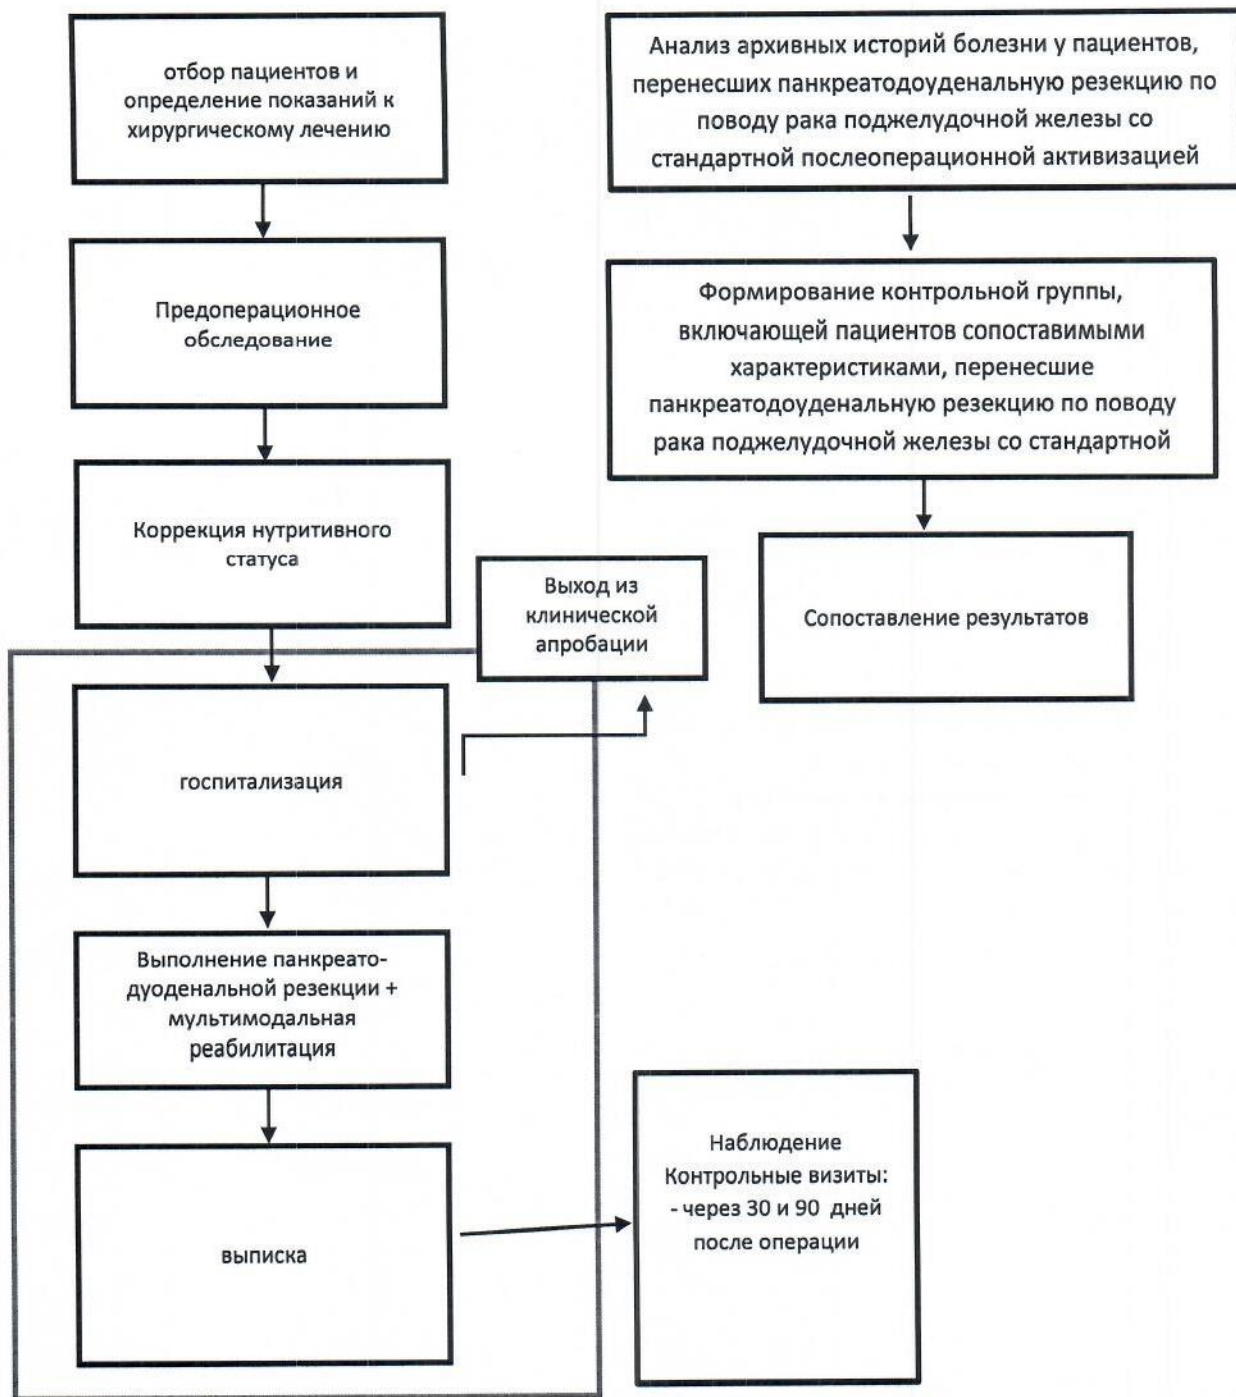 отбор пациентов и
определение показаний к
хирургическому лечению
Предоперационное
обследование
Коррекция нутритивного
статуса
Выход из
клинической
апробации
госпитализация
Выполнение панкреато-
дуоденальной резекции +
мультимодальная
реабилитация
выписка
Наблюдение
Контрольные визиты:
- через 30 и 90 дней
после операции
Анализ архивных историй болезни у пациентов,
перенесших панкреатодоуденальную резекцию по
поводу рака поджелудочной железы со
стандартной послеоперационной активизацией
Формирование контрольной группы,
включающей пациентов сопоставимыми
характеристиками, перенесшие
панкреатодоуденальную резекцию по поводу
рака поджелудочной железы со стандартной
Сопоставление результатов